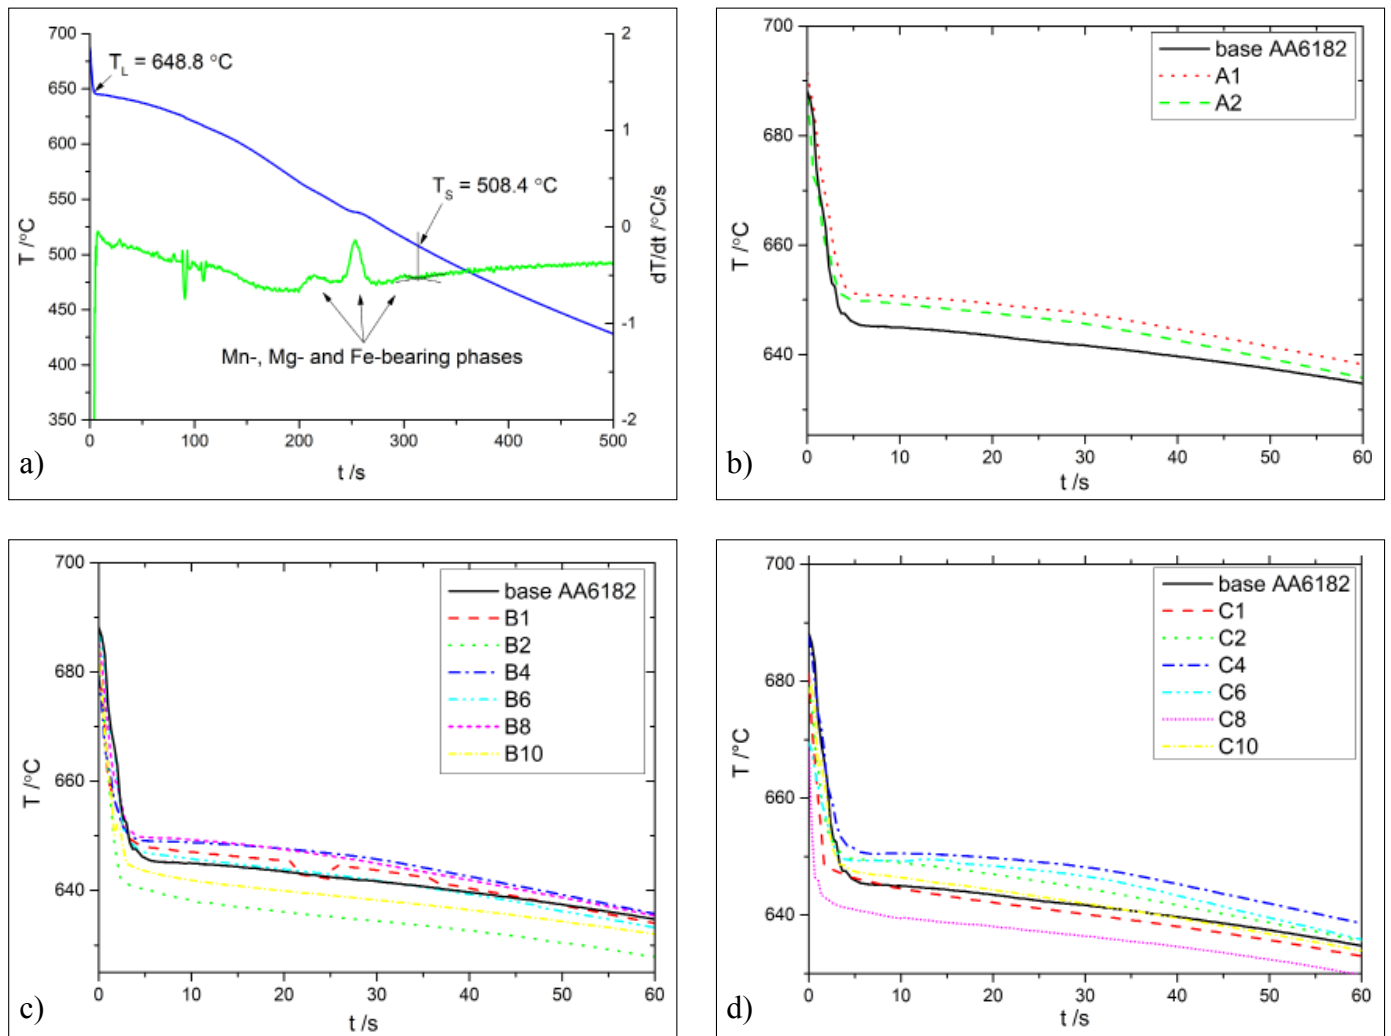 700
650
600
550
500
450
400
350
T /°C
T_L = 648.8 °C
T_S = 508.4 °C
Mn-, Mg- and Fe-bearing phases
2
1
0
-1
-2
dT/dt /°C/s
0
100
200
300
400
500
t /s
a)
700
680
660
640
T /°C
base AA6182
A1
A2
0
10
20
30
40
50
60
t /s
b)
700
680
660
640
T /°C
base AA6182
B1
B2
B4
B6
B8
B10
0
10
20
30
40
50
60
t /s
c)
700
680
660
640
T /°C
base AA6182
C1
C2
C4
C6
C8
C10
0
10
20
30
40
50
60
t /s
d)